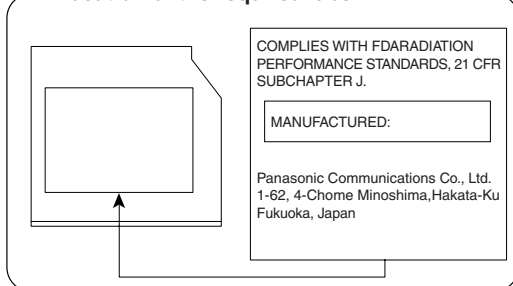 COMPLIES WITH FDARADIATION
PERFORMANCE STANDARDS, 21 CFR
SUBCHAPTER J.
MANUFACTURED:
Panasonic Communications Co., Ltd.
1-62, 4-Chome Minoshima,Hakata-Ku
Fukuoka, Japan